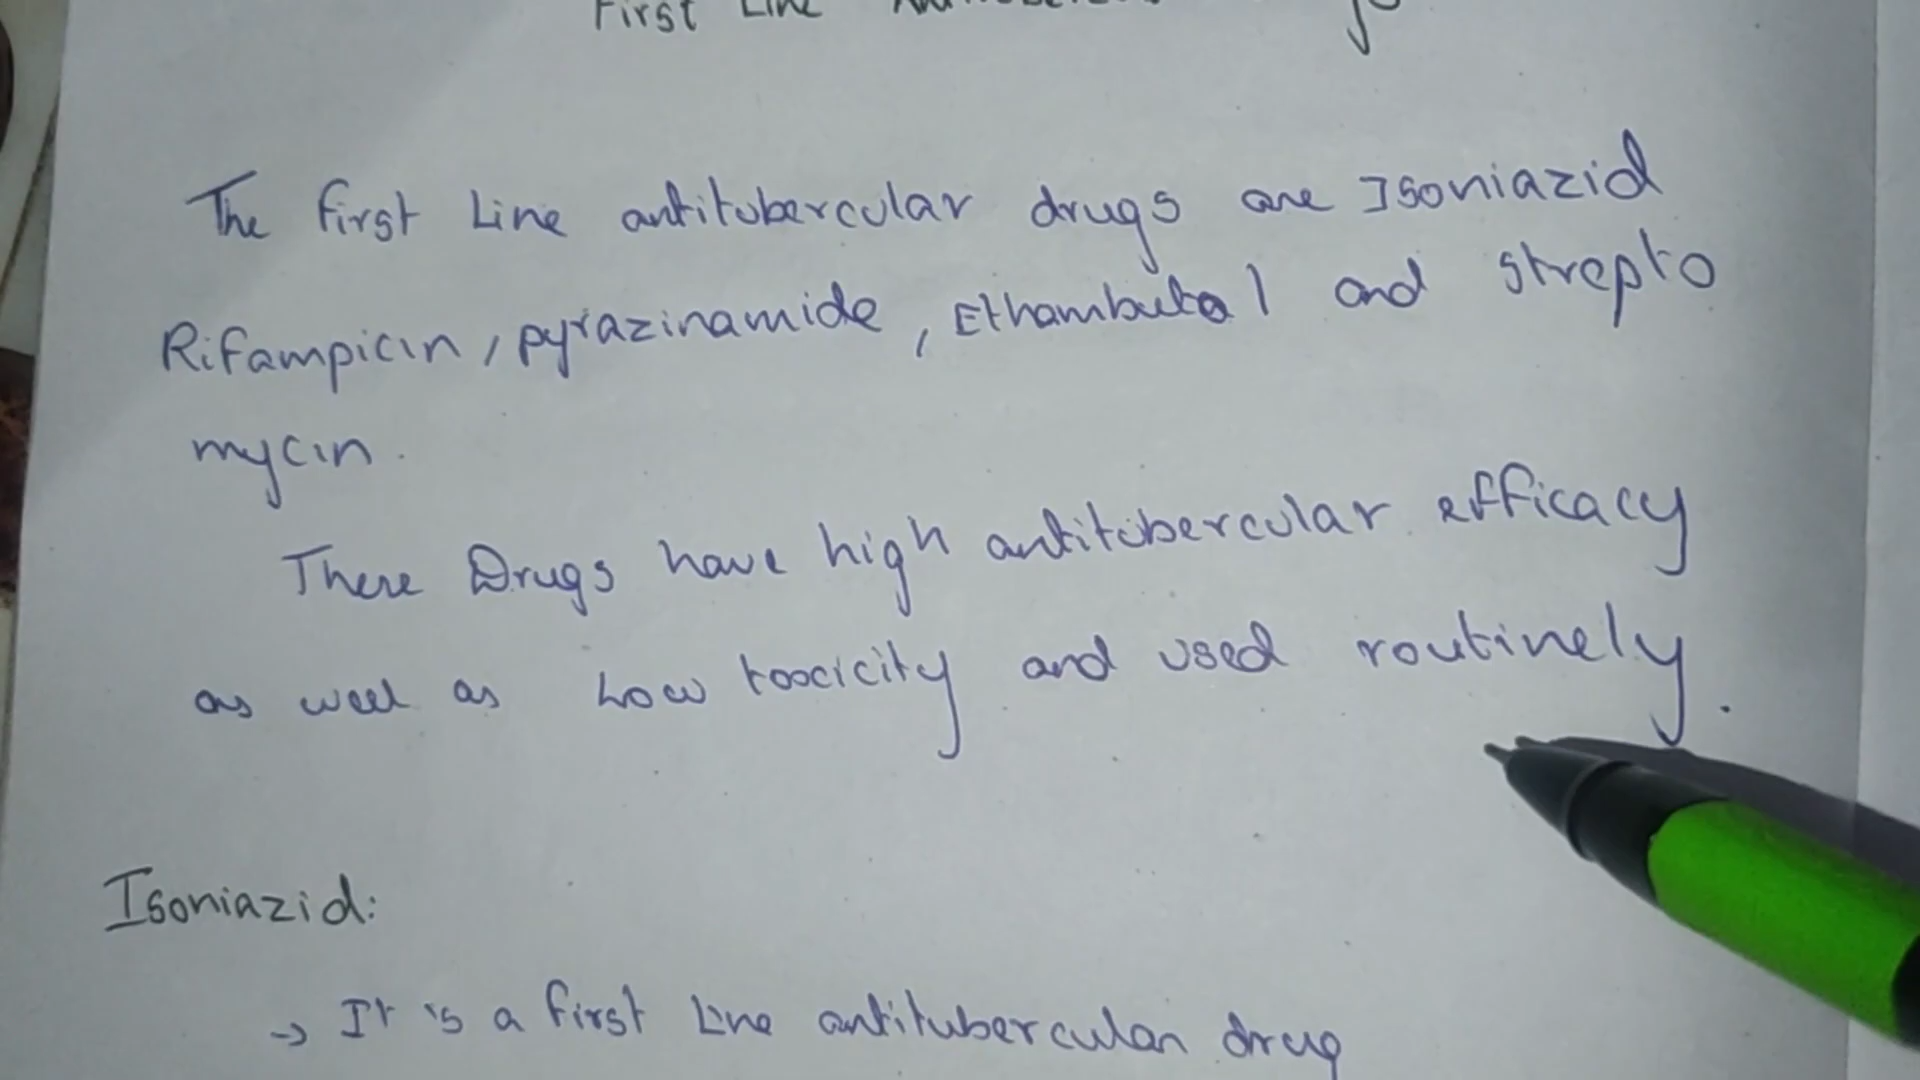 First Line
The first Line antitubercular drugs are Isoniazid
Rifampicin, pyrazinamide, Ethambutol and strepto
mycin.
There Drugs have high antitubercular efficacy
as well as Low toxicity and used routinely.
Isoniazid:
→ It is a first Line antitubercular drug